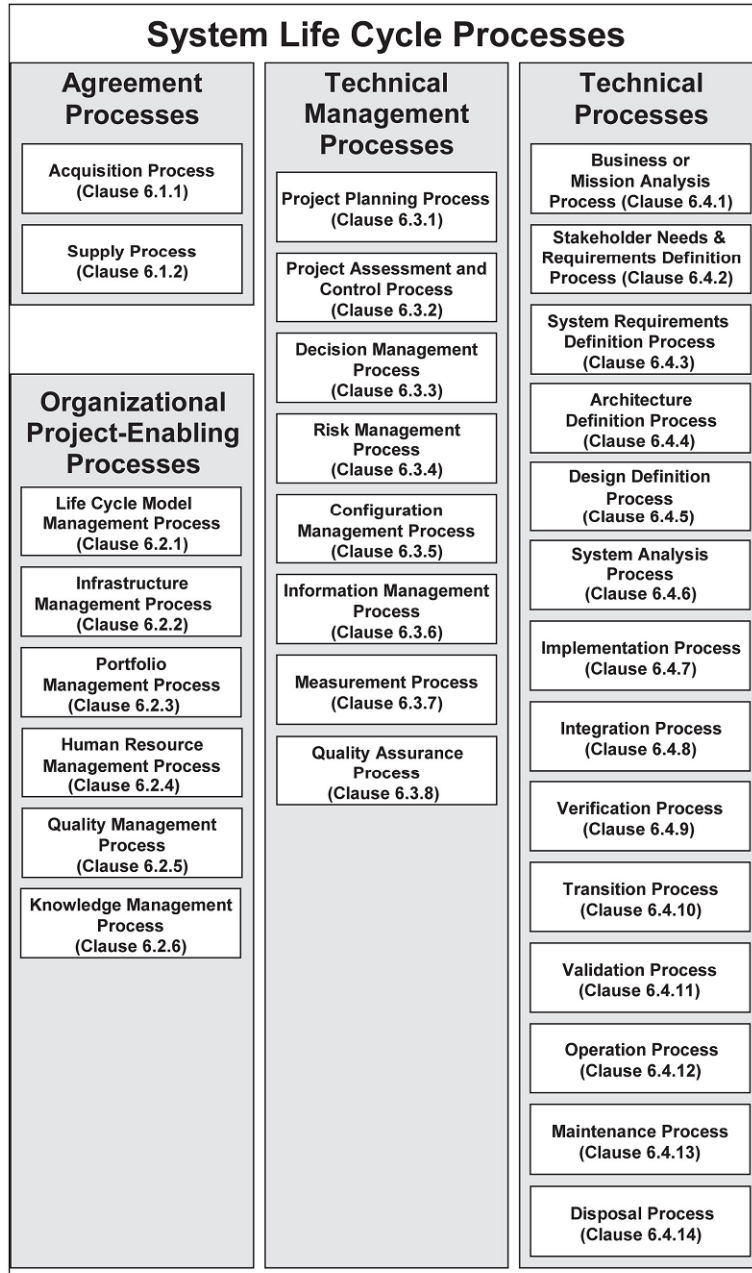 System Life Cycle Processes
Agreement
Processes
Acquisition Process
(Clause 6.1.1)
Supply Process
(Clause 6.1.2)
Organizational
Project-Enabling
Processes
Life Cycle Model
Management Process
(Clause 6.2.1)
Infrastructure
Management Process
(Clause 6.2.2)
Portfolio
Management Process
(Clause 6.2.3)
Human Resource
Management Process
(Clause 6.2.4)
Quality Management
Process
(Clause 6.2.5)
Knowledge Management
Process
(Clause 6.2.6)
Technical
Management
Processes
Project Planning Process
(Clause 6.3.1)
Project Assessment and
Control Process
(Clause 6.3.2)
Decision Management
Process
(Clause 6.3.3)
Risk Management
Process
(Clause 6.3.4)
Configuration
Management Process
(Clause 6.3.5)
Information Management
Process
(Clause 6.3.6)
Measurement Process
(Clause 6.3.7)
Quality Assurance
Process
(Clause 6.3.8)
Technical
Processes
Business or
Mission Analysis
Process (Clause 6.4.1)
Stakeholder Needs &
Requirements Definition
Process (Clause 6.4.2)
System Requirements
Definition Process
(Clause 6.4.3)
Architecture
Definition Process
(Clause 6.4.4)
Design Definition
Process
(Clause 6.4.5)
System Analysis
Process
(Clause 6.4.6)
Implementation Process
(Clause 6.4.7)
Integration Process
(Clause 6.4.8)
Verification Process
(Clause 6.4.9)
Transition Process
(Clause 6.4.10)
Validation Process
(Clause 6.4.11)
Operation Process
(Clause 6.4.12)
Maintenance Process
(Clause 6.4.13)
Disposal Process
(Clause 6.4.14)